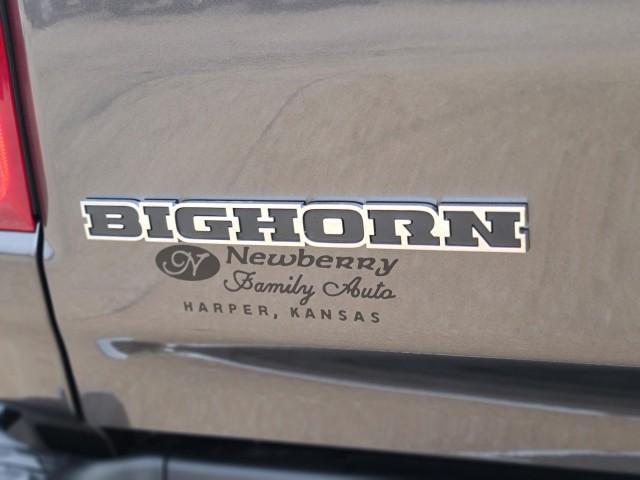 BIGHORN
N Newberry
Family Auto
HARPER, KANSAS